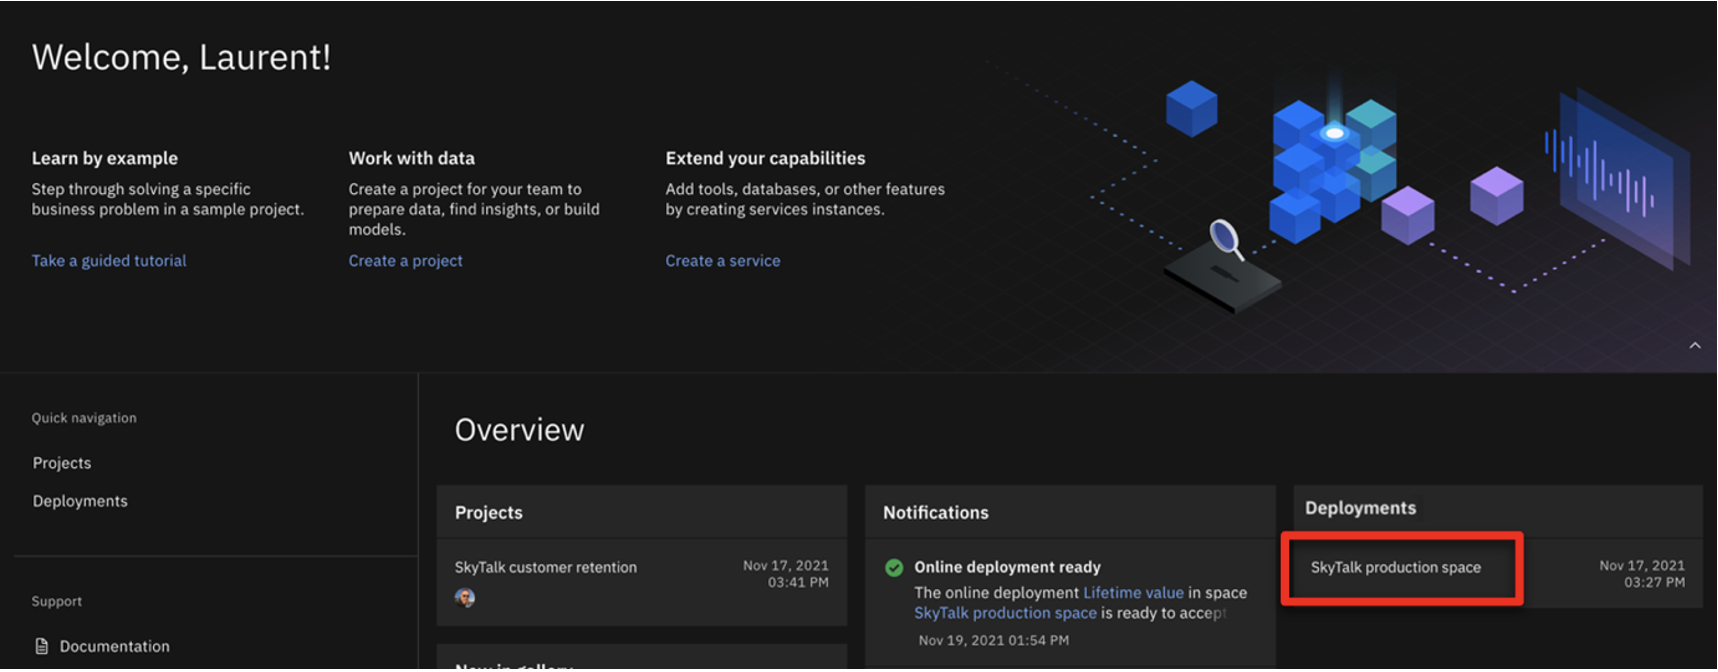 Welcome, Laurent!
Learn by example
Step through solving a specific
business problem in a sample project.
Take a guided tutorial
Work with data
Create a project for your team to
prepare data, find insights, or build
models.
Create a project
Extend your capabilities
Add tools, databases, or other features
by creating services instances.
Create a service
Quick navigation
Projects
Deployments
Support
Documentation
Overview
Projects
SkyTalk customer retention
Nov 17, 2021
03:41 PM
Notifications
Online deployment ready
The online deployment Lifetime value in space
SkyTalk production space is ready to accept
Nov 19, 2021 01:54 PM
Deployments
SkyTalk production space
Nov 17, 2021
03:27 PM